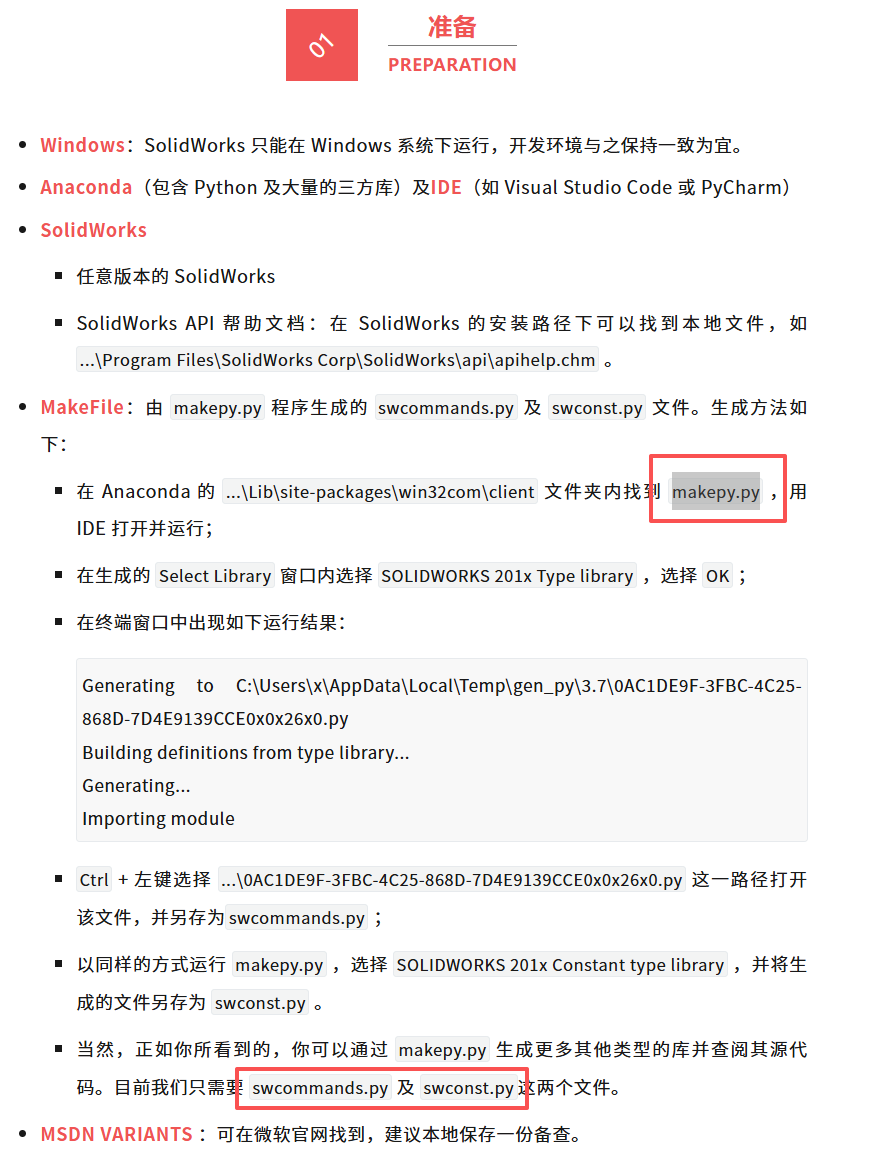 01
准备
PREPARATION
Windows：SolidWorks 只能在 Windows 系统下运行，开发环境与之保持一致为宜。
Anaconda（包含 Python 及大量的三方库）及IDE（如 Visual Studio Code 或 PyCharm）
SolidWorks
任意版本的 SolidWorks
SolidWorks API 帮助文档：在 SolidWorks 的安装路径下可以找到本地文件，如
...\Program Files\SolidWorks Corp\SolidWorks\api\apihelp.chm 。
MakeFile：由 makepy.py 程序生成的 swcommands.py 及 swconst.py 文件。生成方法如
下：
在 Anaconda 的 ...\Lib\site-packages\win32com\client 文件夹内找到 makepy.py ，用
IDE 打开并运行；
在生成的 Select Library 窗口内选择 SOLIDWORKS 201x Type library ，选择 OK ；
在终端窗口中出现如下运行结果：
Generating to C:\Users\x\AppData\Local\Temp\gen_py\3.7\0AC1DE9F-3FBC-4C25-
868D-7D4E9139CCE0x0x26x0.py
Building definitions from type library...
Generating...
Importing module
Ctrl + 左键选择 ...\0AC1DE9F-3FBC-4C25-868D-7D4E9139CCE0x0x26x0.py 这一路径打开
该文件，并另存为swcommands.py ；
以同样的方式运行 makepy.py ，选择 SOLIDWORKS 201x Constant type library ，并将生
成的文件另存为 swconst.py 。
当然，正如你所看到的，你可以通过 makepy.py 生成更多其他类型的库并查阅其源代
码。目前我们只需要 swcommands.py 及 swconst.py这两个文件。
MSDN VARIANTS ：可在微软官网找到，建议本地保存一份备查。